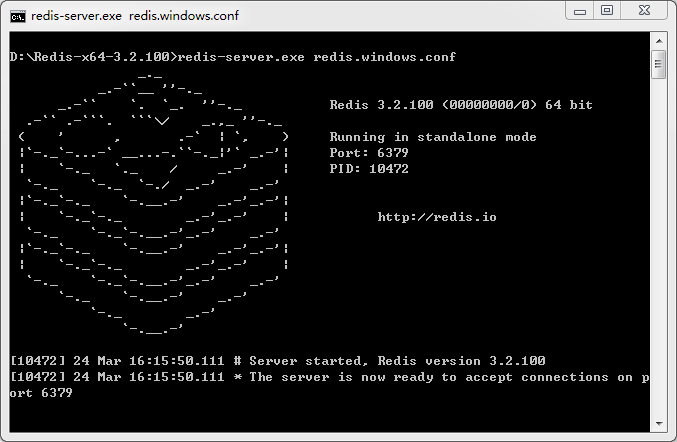 redis-server.exe redis.windows.conf
D:\Redis-x64-3.2.100>redis-server.exe redis.windows.conf
Redis 3.2.100 (00000000/0) 64 bit
Running in standalone mode
Port: 6379
PID: 10472
http://redis.io
[10472] 24 Mar 16:15:50.111 # Server started, Redis version 3.2.100
[10472] 24 Mar 16:15:50.111 * The server is now ready to accept connections on p
ort 6379